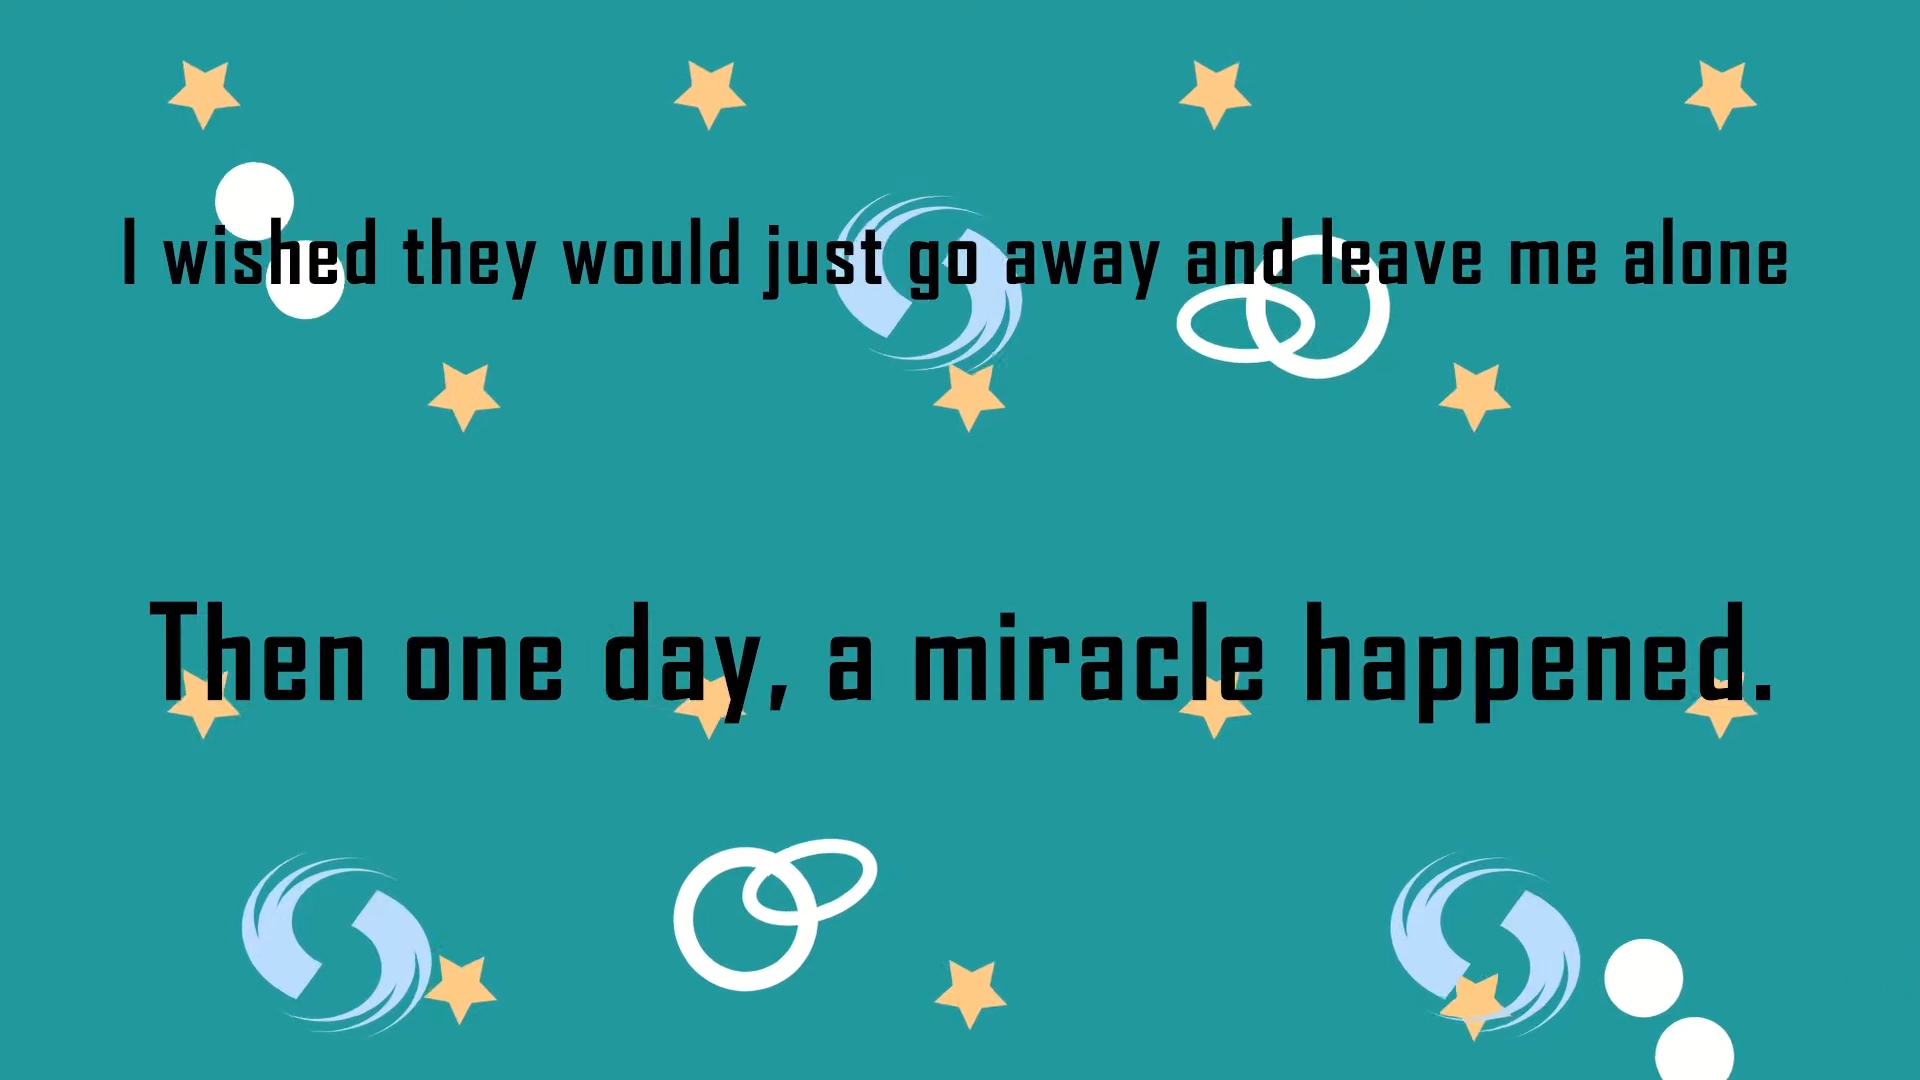 I wished they would just go away and leave me alone
Then one day, a miracle happened.